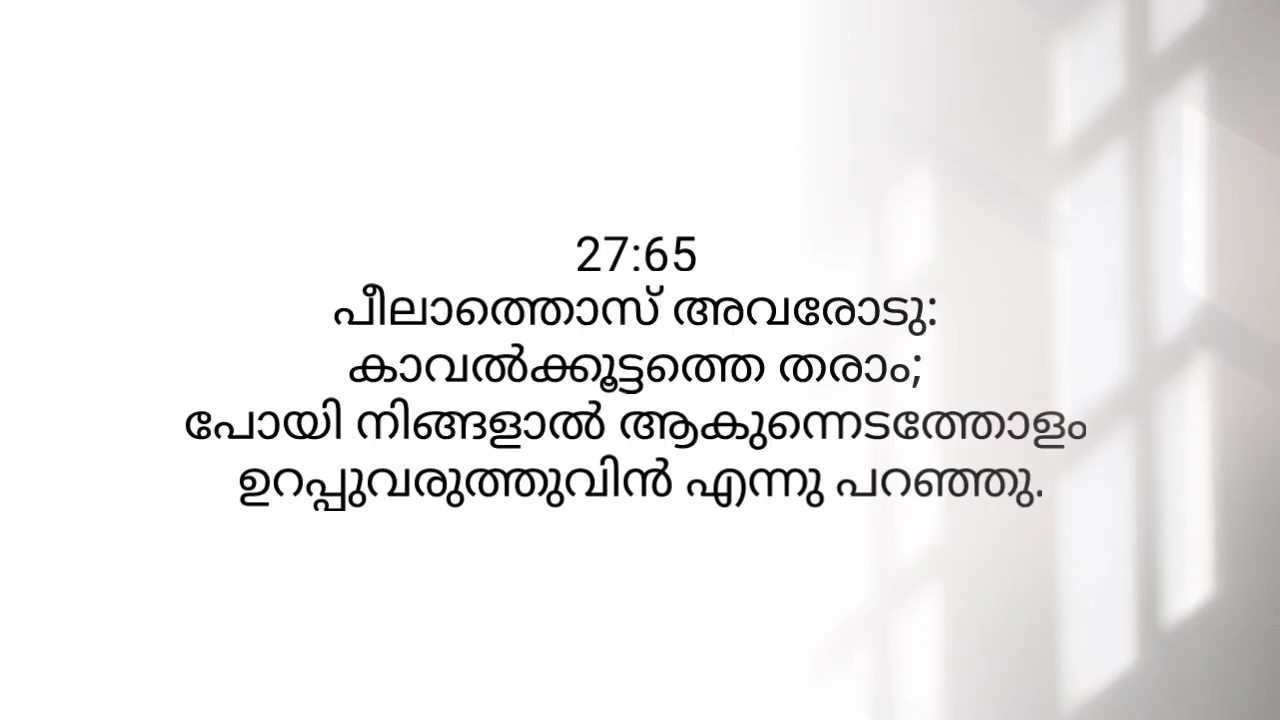 27:65
പീലാത്തൊസ് അവരോടു:
കാവൽക്കൂട്ടത്തെ തരാം;
പോയി നിങ്ങളാൽ ആകുന്നെടത്തോളം
ഉറപ്പുവരുത്തുവിൻ എന്നു പറഞ്ഞു.